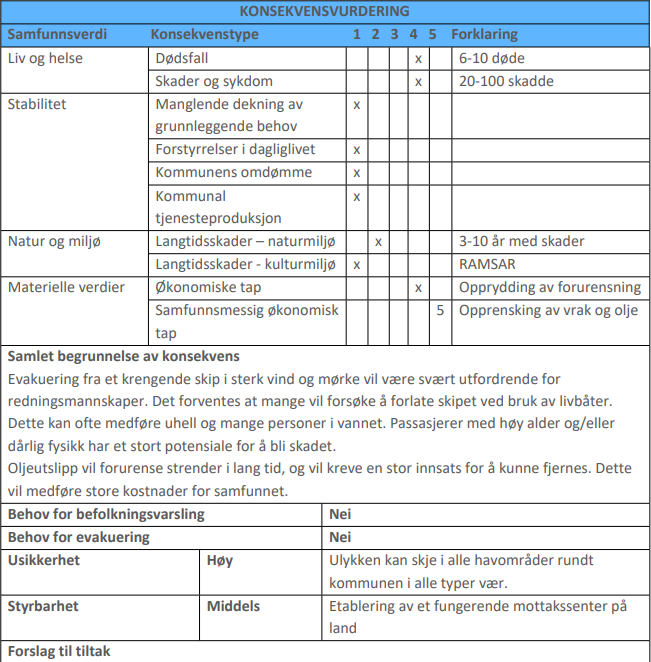 KONSEKVENSVURDERING
Samfunnsverdi Konsekvenstype 1 2 3 4 5 Forklaring
Liv og helse Dødsfall x 6-10 døde
Skader og sykdom x 20-100 skadde
Stabilitet Manglende dekning av x
grunnleggende behov
Forstyrrelser i dagliglivet x
Kommunens omdømme x
Kommunal x
tjenesteproduksjon
Natur og miljø Langtidsskader – naturmiljø x 3-10 år med skader
Langtidsskader - kulturmiljø x RAMSAR
Materielle verdier Økonomiske tap x Opprydding av forurensning
Samfunnsmessig økonomisk 5 Opprensking av vrak og olje
tap
Samlet begrunnelse av konsekvens
Evakuering fra et krengende skip i sterk vind og mørke vil være svært utfordrende for
redningsmannskaper. Det forventes at mange vil forsøke å forlate skipet ved bruk av livbåter.
Dette kan ofte medføre uhell og mange personer i vannet. Passasjerer med høy alder og/eller
dårlig fysikk har et stort potensiale for å bli skadet.
Oljeutslipp vil forurense strender i lang tid, og vil kreve en stor innsats for å kunne fjernes. Dette
vil medføre store kostnader for samfunnet.
Behov for befolkningsvarsling Nei
Behov for evakuering Nei
Usikkerhet Høy Ulykken kan skje i alle havområder rundt
kommunen i alle typer vær.
Styrbarhet Middels Etablering av et fungerende mottakssenter på
land
Forslag til tiltak